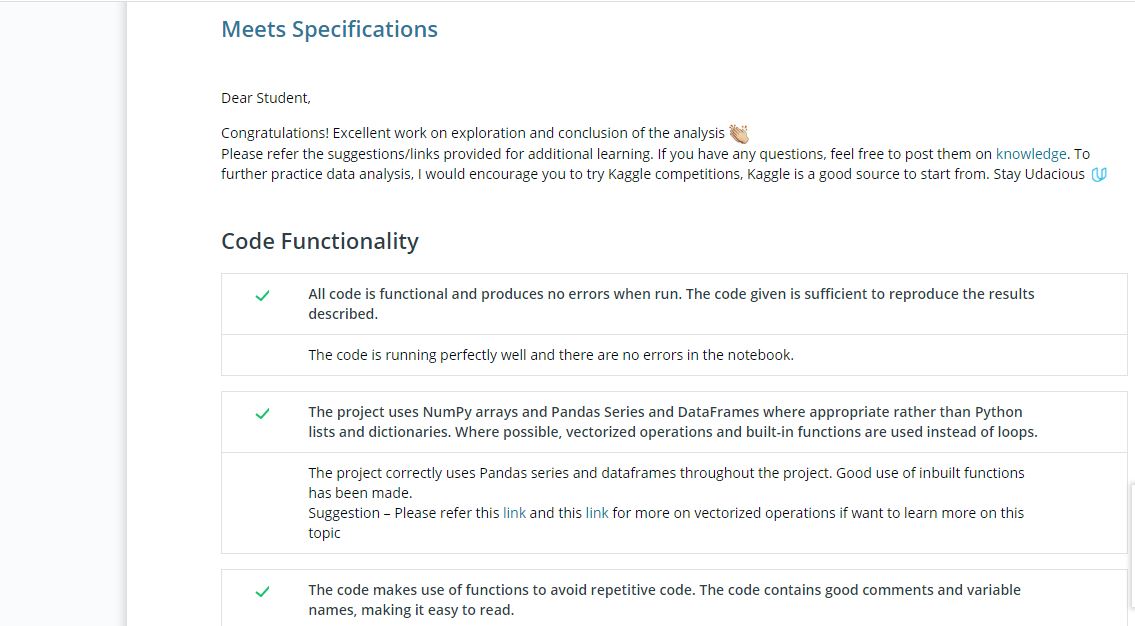 Meets Specifications
Dear Student,
Congratulations! Excellent work on exploration and conclusion of the analysis 👏🏼
Please refer the suggestions/links provided for additional learning. If you have any questions, feel free to post them on knowledge. To
further practice data analysis, I would encourage you to try Kaggle competitions, Kaggle is a good source to start from. Stay Udacious
Code Functionality
All code is functional and produces no errors when run. The code given is sufficient to reproduce the results
described.
The code is running perfectly well and there are no errors in the notebook.
The project uses NumPy arrays and Pandas Series and DataFrames where appropriate rather than Python
lists and dictionaries. Where possible, vectorized operations and built-in functions are used instead of loops.
The project correctly uses Pandas series and dataframes throughout the project. Good use of inbuilt functions
has been made.
Suggestion – Please refer this link and this link for more on vectorized operations if want to learn more on this
topic
The code makes use of functions to avoid repetitive code. The code contains good comments and variable
names, making it easy to read.